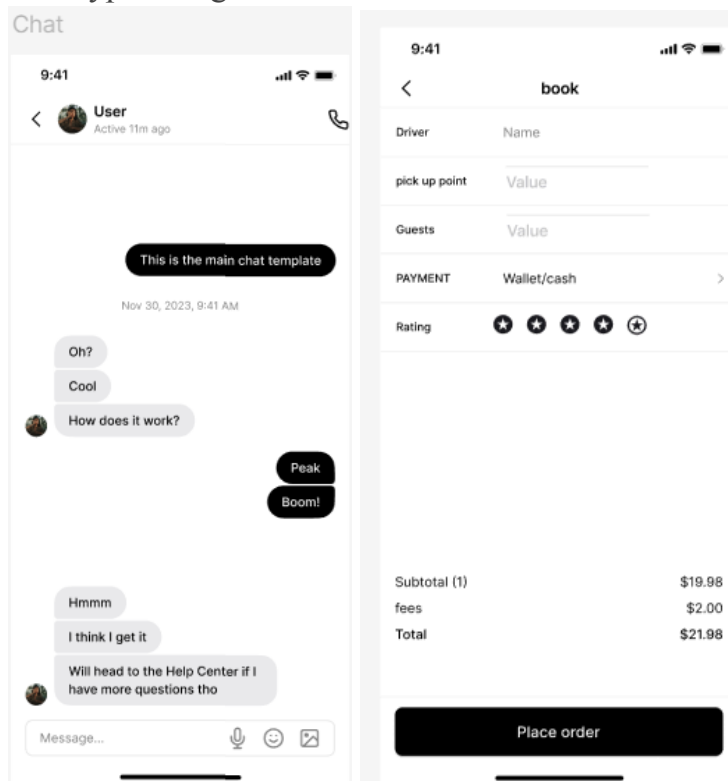 Chat
9:41
User
Active 11m ago
This is the main chat template
Nov 30, 2023, 9:41 AM
Oh?
Cool
How does it work?
Peak
Boom!
Hmmm
I think I get it
Will head to the Help Center if I
have more questions tho
Message...
9:41
book
Driver Name
pick up point Value
Guests Value
PAYMENT Wallet/cash
Rating
Subtotal (1) $19.98
fees $2.00
Total $21.98
Place order